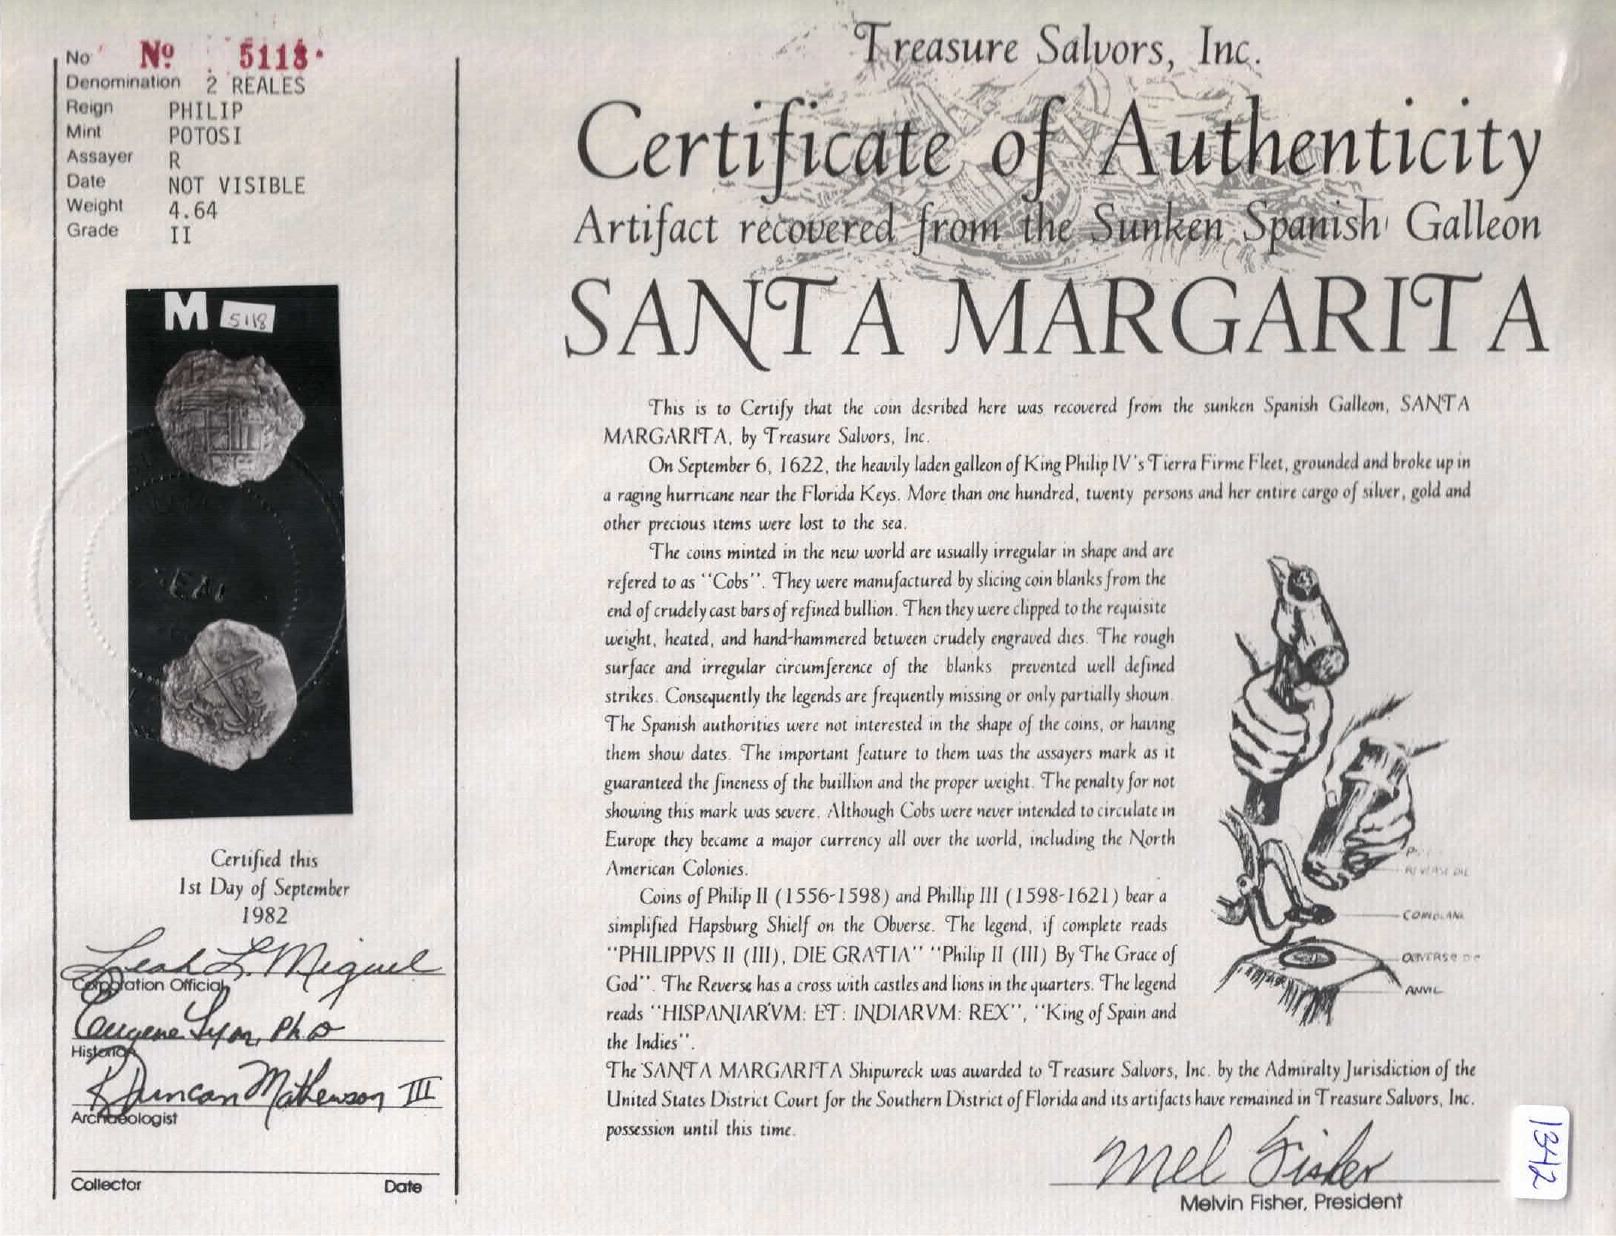 No Nº 5118
Denomination 2 REALES
Reign PHILIP
Mint POTOSI
Assayer R
Date NOT VISIBLE
Weight 4.64
Grade II
M 5118
SEAL
Certified this
1st Day of September
1982
Leah L. Miguel
Corporation Official
Eugene Lyon, PhD
Historian
R Duncan Mathewson III
Archaeologist
Collector Date
Treasure Salvors, Inc.
Certificate of Authenticity
Artifact recovered from the Sunken Spanish Galleon
SANTA MARGARITA
This is to Certify that the coin desribed here was recovered from the sunken Spanish Galleon, SANTA
MARGARITA, by Treasure Salvors, Inc.
On September 6, 1622, the heavily laden galleon of King Philip IV's Tierra Firme Fleet, grounded and broke up in
a raging hurricane near the Florida Keys. More than one hundred, twenty persons and her entire cargo of silver, gold and
other precious items were lost to the sea.
The coins minted in the new world are usually irregular in shape and are
refered to as "Cobs". They were manufactured by slicing coin blanks from the
end of crudely cast bars of refined bullion. Then they were clipped to the requisite
weight, heated, and hand-hammered between crudely engraved dies. The rough
surface and irregular circumference of the blanks prevented well defined
strikes. Consequently the legends are frequently missing or only partially shown.
The Spanish authorities were not interested in the shape of the coins, or having
them show dates. The important feature to them was the assayers mark as it
guaranteed the fineness of the buillion and the proper weight. The penalty for not
showing this mark was severe. Although Cobs were never intended to circulate in
Europe they became a major currency all over the world, including the North
American Colonies.
Coins of Philip II (1556-1598) and Phillip III (1598-1621) bear a
simplified Hapsburg Shielf on the Obverse. The legend, if complete reads
"PHILIPPVS II (III), DIE GRATIA" "Philip II (III) By The Grace of
God". The Reverse has a cross with castles and lions in the quarters. The legend
reads "HISPANIARVM: ET: INDIARVM: REX", "King of Spain and
the Indies".
The SANTA MARGARITA Shipwreck was awarded to Treasure Salvors, Inc. by the Admiralty Jurisdiction of the
United States District Court for the Southern District of Florida and its artifacts have remained in Treasure Salvors, Inc.
possession until this time.
REVERSE DIE
COIN BLANK
OBVERSE
ANVIL
Mel Fisher
Melvin Fisher, President
1342